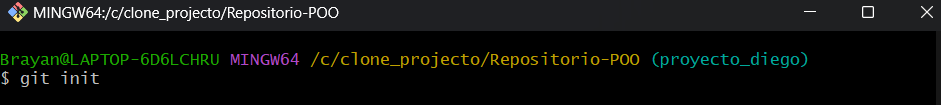 MINGW64:/c/clone_projecto/Repositorio-POO
Brayan@LAPTOP-6D6LCHRU MINGW64 /c/clone_projecto/Repositorio-POO (proyecto_diego)
$ git init